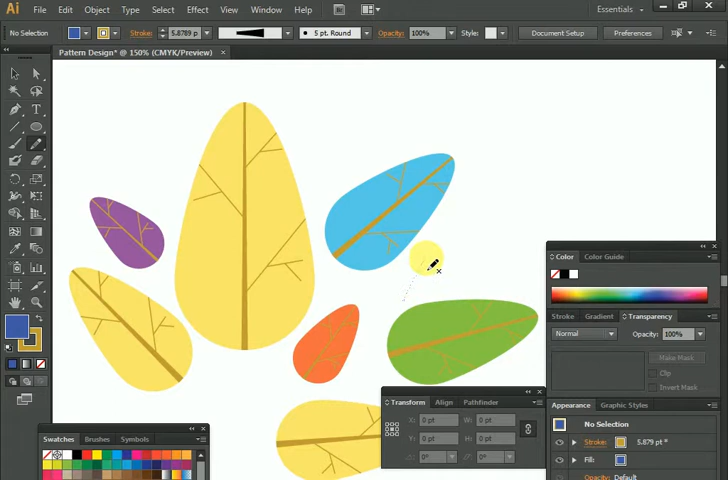 Ai File Edit Object Type Select Effect View Window Help Br Essentials
No Selection Stroke: 5.8789 p 5 pt. Round Opacity: 100% Style: Document Setup Preferences
Pattern Design* @ 150% (CMYK/Preview) ×
Color Color Guide
Stroke Gradient Transparency
Normal Opacity: 100%
Make Mask
Clip
Invert Mask
Appearance Graphic Styles
No Selection
Stroke: 5.879 pt *
Fill:
Opacity: Default
Transform Align Pathfinder
X: 0 pt W: 0 pt
Y: 0 pt H: 0 pt
0° 0°
Swatches Brushes Symbols